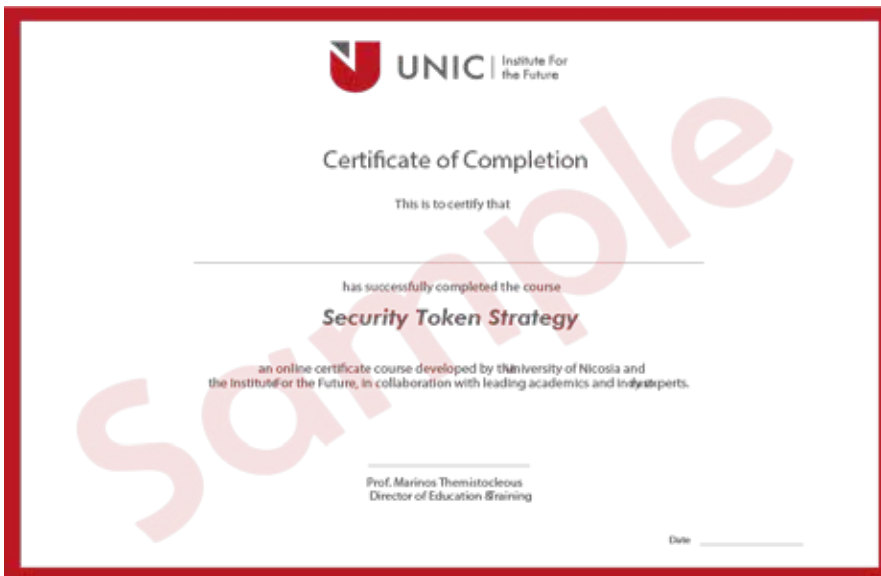 UNIC | Institute For
the Future
Certificate of Completion
This is to certify that
has successfully completed the course
Security Token Strategy
an online certificate course developed by the University of Nicosia and
the Institute For the Future, in collaboration with leading academics and industry experts.
Prof. Marinos Themistocleous
Director of Education & Training
Date
Sample